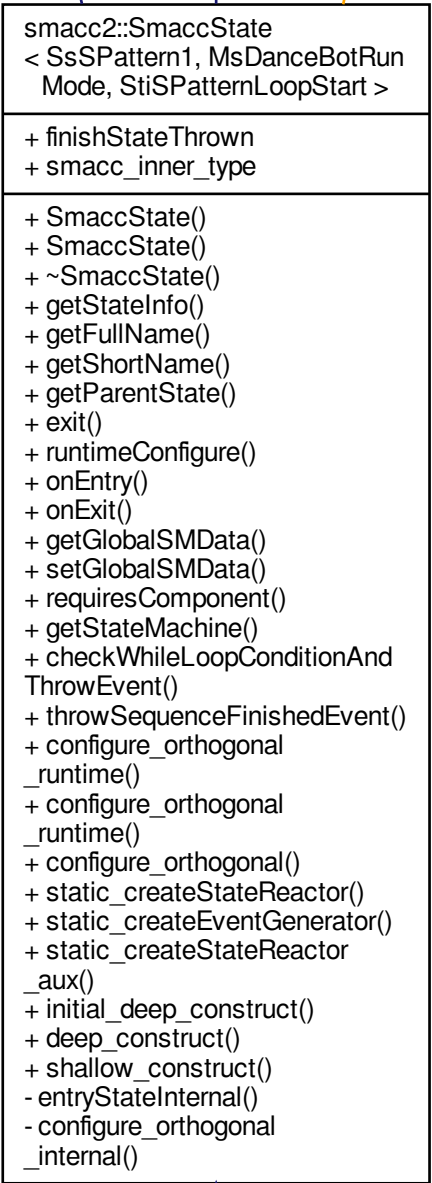 smacc2::SmaccState
< SsSPattern1, MsDanceBotRun
Mode, StiSPatternLoopStart >
+ finishStateThrown
+ smacc_inner_type
+ SmaccState()
+ SmaccState()
+ ~SmaccState()
+ getStateInfo()
+ getFullName()
+ getShortName()
+ getParentState()
+ exit()
+ runtimeConfigure()
+ onEntry()
+ onExit()
+ getGlobalSMData()
+ setGlobalSMData()
+ requiresComponent()
+ getStateMachine()
+ checkWhileLoopConditionAnd
ThrowEvent()
+ throwSequenceFinishedEvent()
+ configure_orthogonal
_runtime()
+ configure_orthogonal
_runtime()
+ configure_orthogonal()
+ static_createStateReactor()
+ static_createEventGenerator()
+ static_createStateReactor
_aux()
+ initial_deep_construct()
+ deep_construct()
+ shallow_construct()
- entryStateInternal()
- configure_orthogonal
_internal()